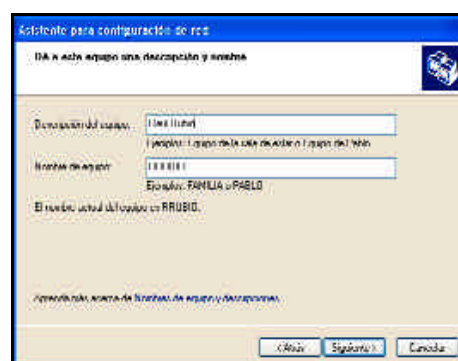 Asistente para configuración de red
Dé a este equipo una descripción y nombre
Descripción del equipo:
Ejemplos: Equipo de la sala de estar o Equipo de Pablo
Nombre de equipo:
Ejemplos: FAMILIA o PABLO
El nombre actual del equipo es RRUBIO.
Aprenda más acerca de Nombres de equipo y descripciones.
< Atrás Siguiente > Cancelar